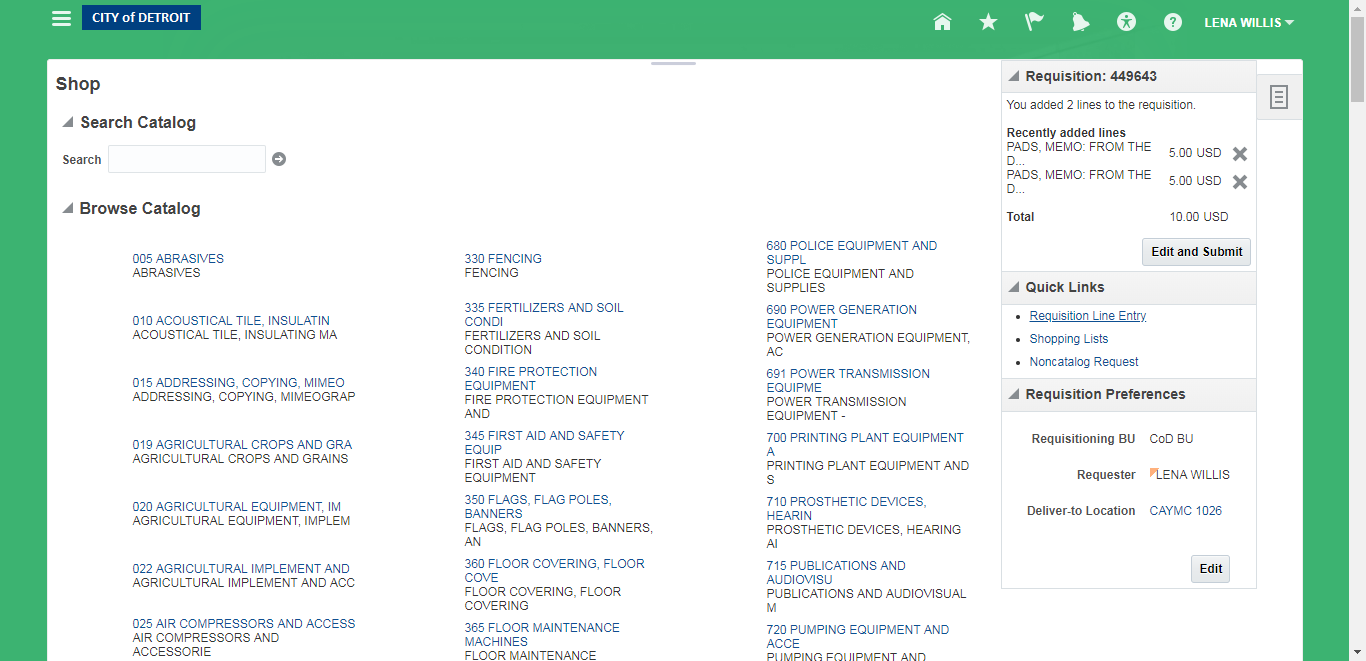 CITY of DETROIT
LENA WILLIS
Shop
Search Catalog
Search
Browse Catalog
005 ABRASIVES
ABRASIVES
010 ACOUSTICAL TILE, INSULATIN
ACOUSTICAL TILE, INSULATING MA
015 ADDRESSING, COPYING, MIMEO
ADDRESSING, COPYING, MIMEOGRAP
019 AGRICULTURAL CROPS AND GRA
AGRICULTURAL CROPS AND GRAINS
020 AGRICULTURAL EQUIPMENT, IM
AGRICULTURAL EQUIPMENT, IMPLEM
022 AGRICULTURAL IMPLEMENT AND
AGRICULTURAL IMPLEMENT AND ACC
025 AIR COMPRESSORS AND ACCESS
AIR COMPRESSORS AND
ACCESSORIE
330 FENCING
FENCING
335 FERTILIZERS AND SOIL
CONDI
FERTILIZERS AND SOIL
CONDITION
340 FIRE PROTECTION
EQUIPMENT
FIRE PROTECTION EQUIPMENT
AND
345 FIRST AID AND SAFETY
EQUIP
FIRST AID AND SAFETY
EQUIPMENT
350 FLAGS, FLAG POLES,
BANNERS
FLAGS, FLAG POLES, BANNERS,
AN
360 FLOOR COVERING, FLOOR
COVE
FLOOR COVERING, FLOOR
COVERING
365 FLOOR MAINTENANCE
MACHINES
FLOOR MAINTENANCE
680 POLICE EQUIPMENT AND
SUPPL
POLICE EQUIPMENT AND
SUPPLIES
690 POWER GENERATION
EQUIPMENT
POWER GENERATION EQUIPMENT,
AC
691 POWER TRANSMISSION
EQUIPME
POWER TRANSMISSION
EQUIPMENT -
700 PRINTING PLANT EQUIPMENT
A
PRINTING PLANT EQUIPMENT AND
S
710 PROSTHETIC DEVICES,
HEARIN
PROSTHETIC DEVICES, HEARING
AI
715 PUBLICATIONS AND
AUDIOVISU
PUBLICATIONS AND AUDIOVISUAL
M
720 PUMPING EQUIPMENT AND
ACCE
PUMPING EQUIPMENT AND
Requisition: 449643
You added 2 lines to the requisition.
Recently added lines
PADS, MEMO: FROM THE
D... 5.00 USD
PADS, MEMO: FROM THE
D... 5.00 USD
Total 10.00 USD
Edit and Submit
Quick Links
Requisition Line Entry
Shopping Lists
Noncatalog Request
Requisition Preferences
Requisitioning BU CoD BU
Requester LENA WILLIS
Deliver-to Location CAYMC 1026
Edit